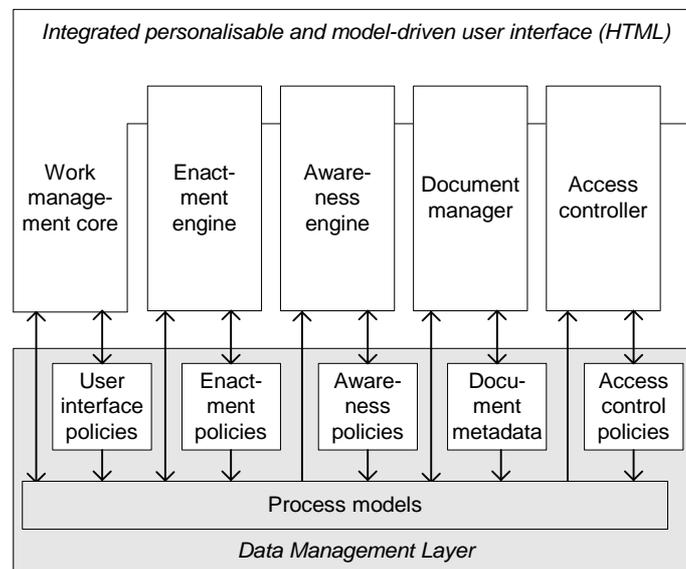 Integrated personalisable and model-driven user interface (HTML)
Work
manage-
ment core
Enact-
ment
engine
Aware-
ness
engine
Document
manager
Access
controller
User
interface
policies
Enact-
ment
policies
Aware-
ness
policies
Docu-
ment
metadata
Access
control
policies
Process models
Data Management Layer